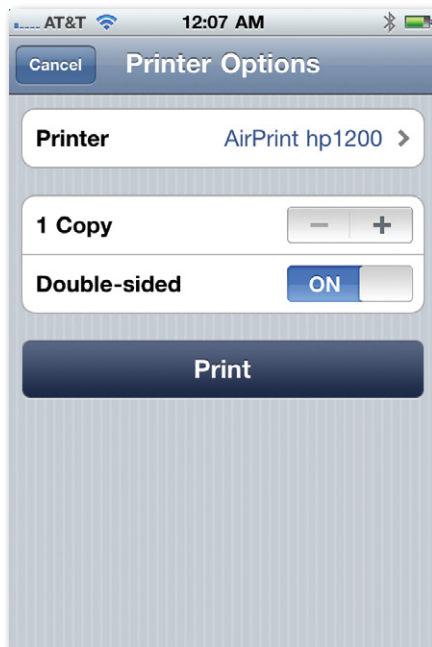 AT&T 12:07 AM
Cancel Printer Options
Printer AirPrint hp1200
1 Copy
Double-sided ON
Print